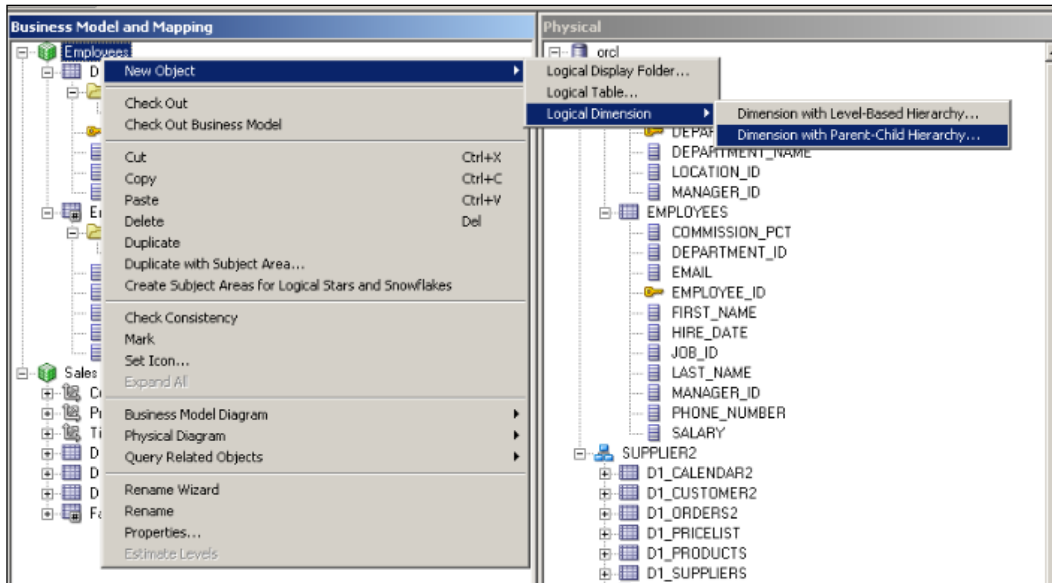 Business Model and Mapping
Employees
D
New Object
Check Out
Check Out Business Model
Cut Ctrl+X
Copy Ctrl+C
Paste Ctrl+V
Delete Del
Duplicate
Duplicate with Subject Area...
Create Subject Areas for Logical Stars and Snowflakes
Check Consistency
Mark
Set Icon...
Expand All
Business Model Diagram
Physical Diagram
Query Related Objects
Rename Wizard
Rename
Properties...
Estimate Levels
Sales
D
D
D
Logical Display Folder...
Logical Table...
Logical Dimension
Dimension with Level-Based Hierarchy...
Dimension with Parent-Child Hierarchy...
Physical
orcl
DEPARTMENT_NAME
LOCATION_ID
MANAGER_ID
EMPLOYEES
COMMISSION_PCT
DEPARTMENT_ID
EMAIL
EMPLOYEE_ID
FIRST_NAME
HIRE_DATE
JOB_ID
LAST_NAME
MANAGER_ID
PHONE_NUMBER
SALARY
SUPPLIER2
D1_CALENDAR2
D1_CUSTOMER2
D1_ORDERS2
D1_PRICELIST
D1_PRODUCTS
D1_SUPPLIERS